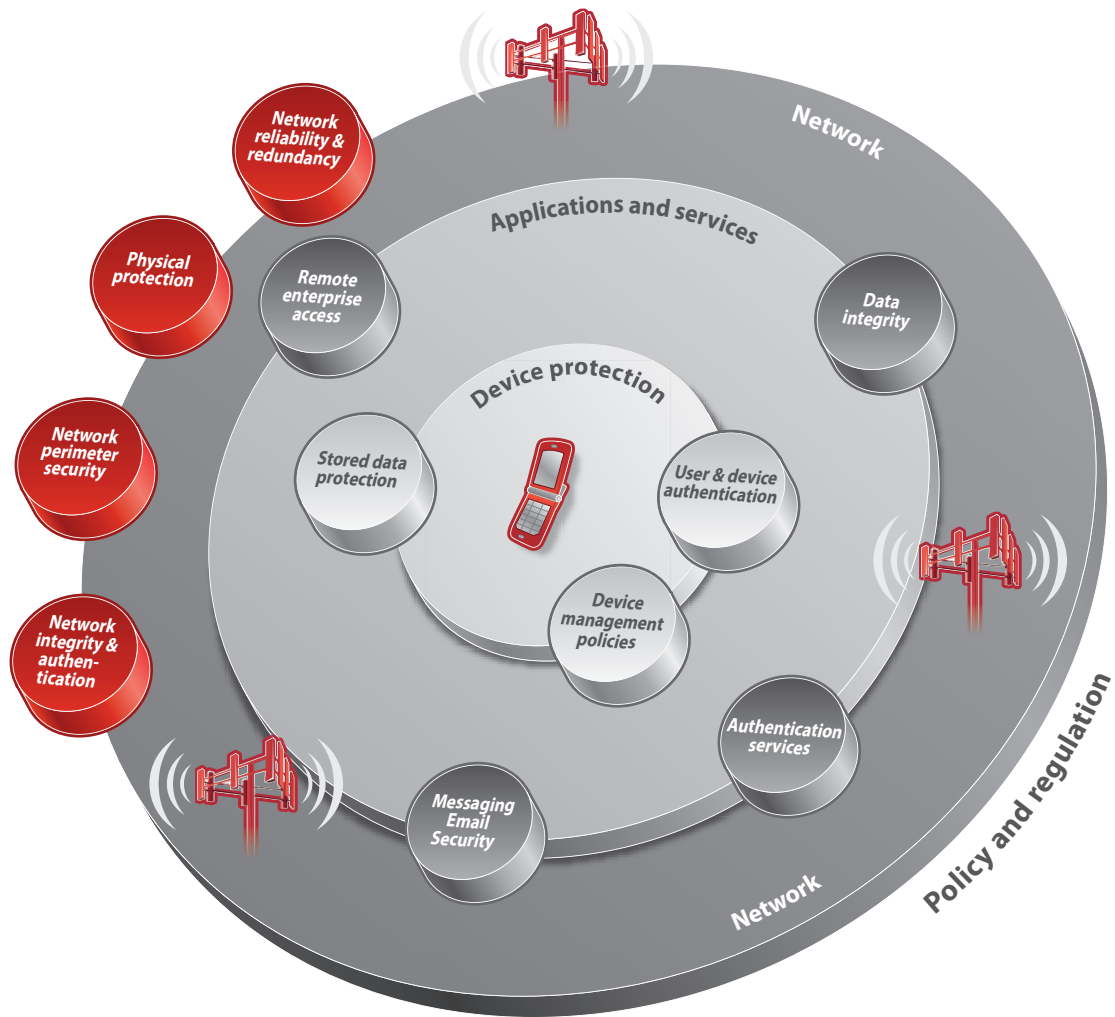 Network
Network
reliability &
redundancy
Applications and services
Physical
protection
Remote
enterprise
access
Data
integrity
Device protection
Network
perimeter
security
Stored data
protection
User & device
authentication
Device
management
policies
Network
integrity &
authen-
tication
Authentication
services
Messaging
Email
Security
Policy and regulation
Network